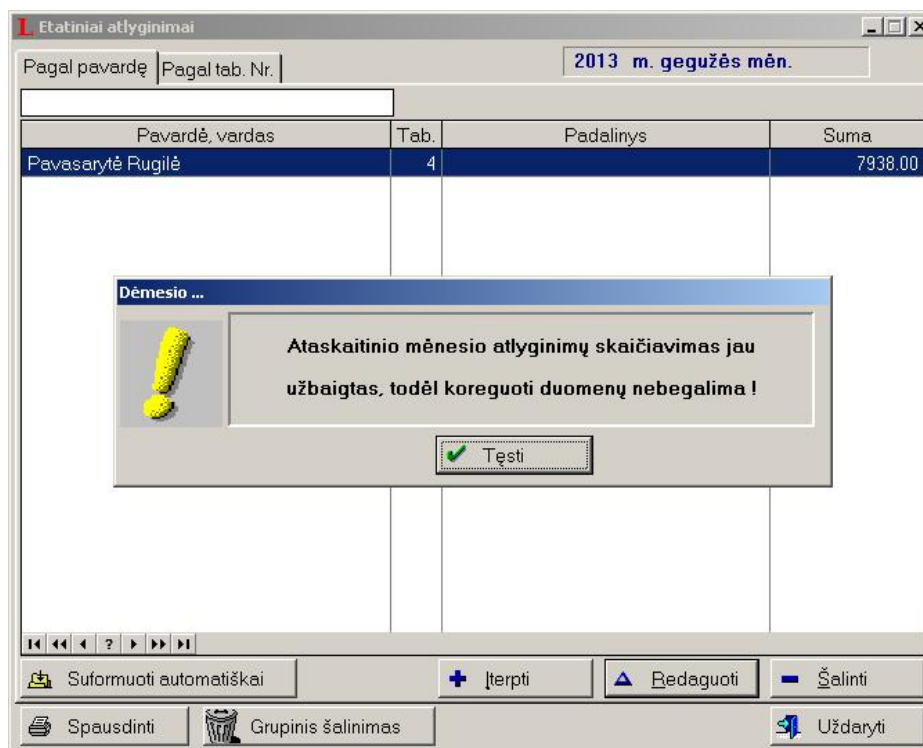 L Etatiniai atlyginimai
Pagal pavardę Pagal tab. Nr.
2013 m. gegužės mėn.
Pavardė, vardas Tab. Padalinys Suma
Pavasarytė Rugilė 4 7938.00
Dėmesio ...
Ataskaitinio mėnesio atlyginimų skaičiavimas jau
užbaigtas, todėl koreguoti duomenų nebegalima !
Tęsti
?
Suformuoti automatiškai Įterpti Redaguoti Šalinti
Spausdinti Grupinis šalinimas Uždaryti